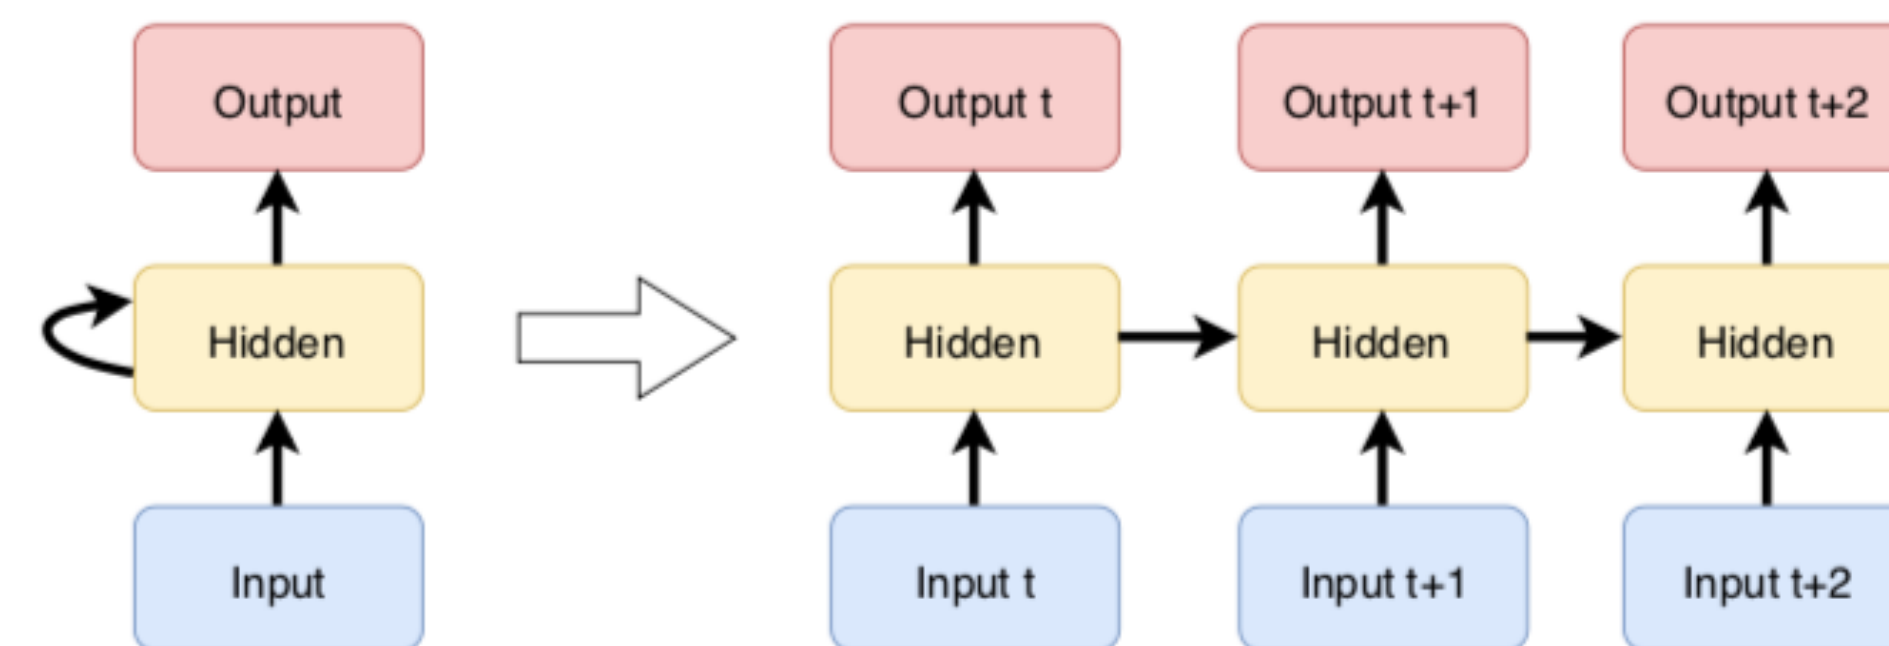 Output
Output t
Output t+1
Output t+2
Hidden
Hidden
Hidden
Hidden
Input
Input t
Input t+1
Input t+2